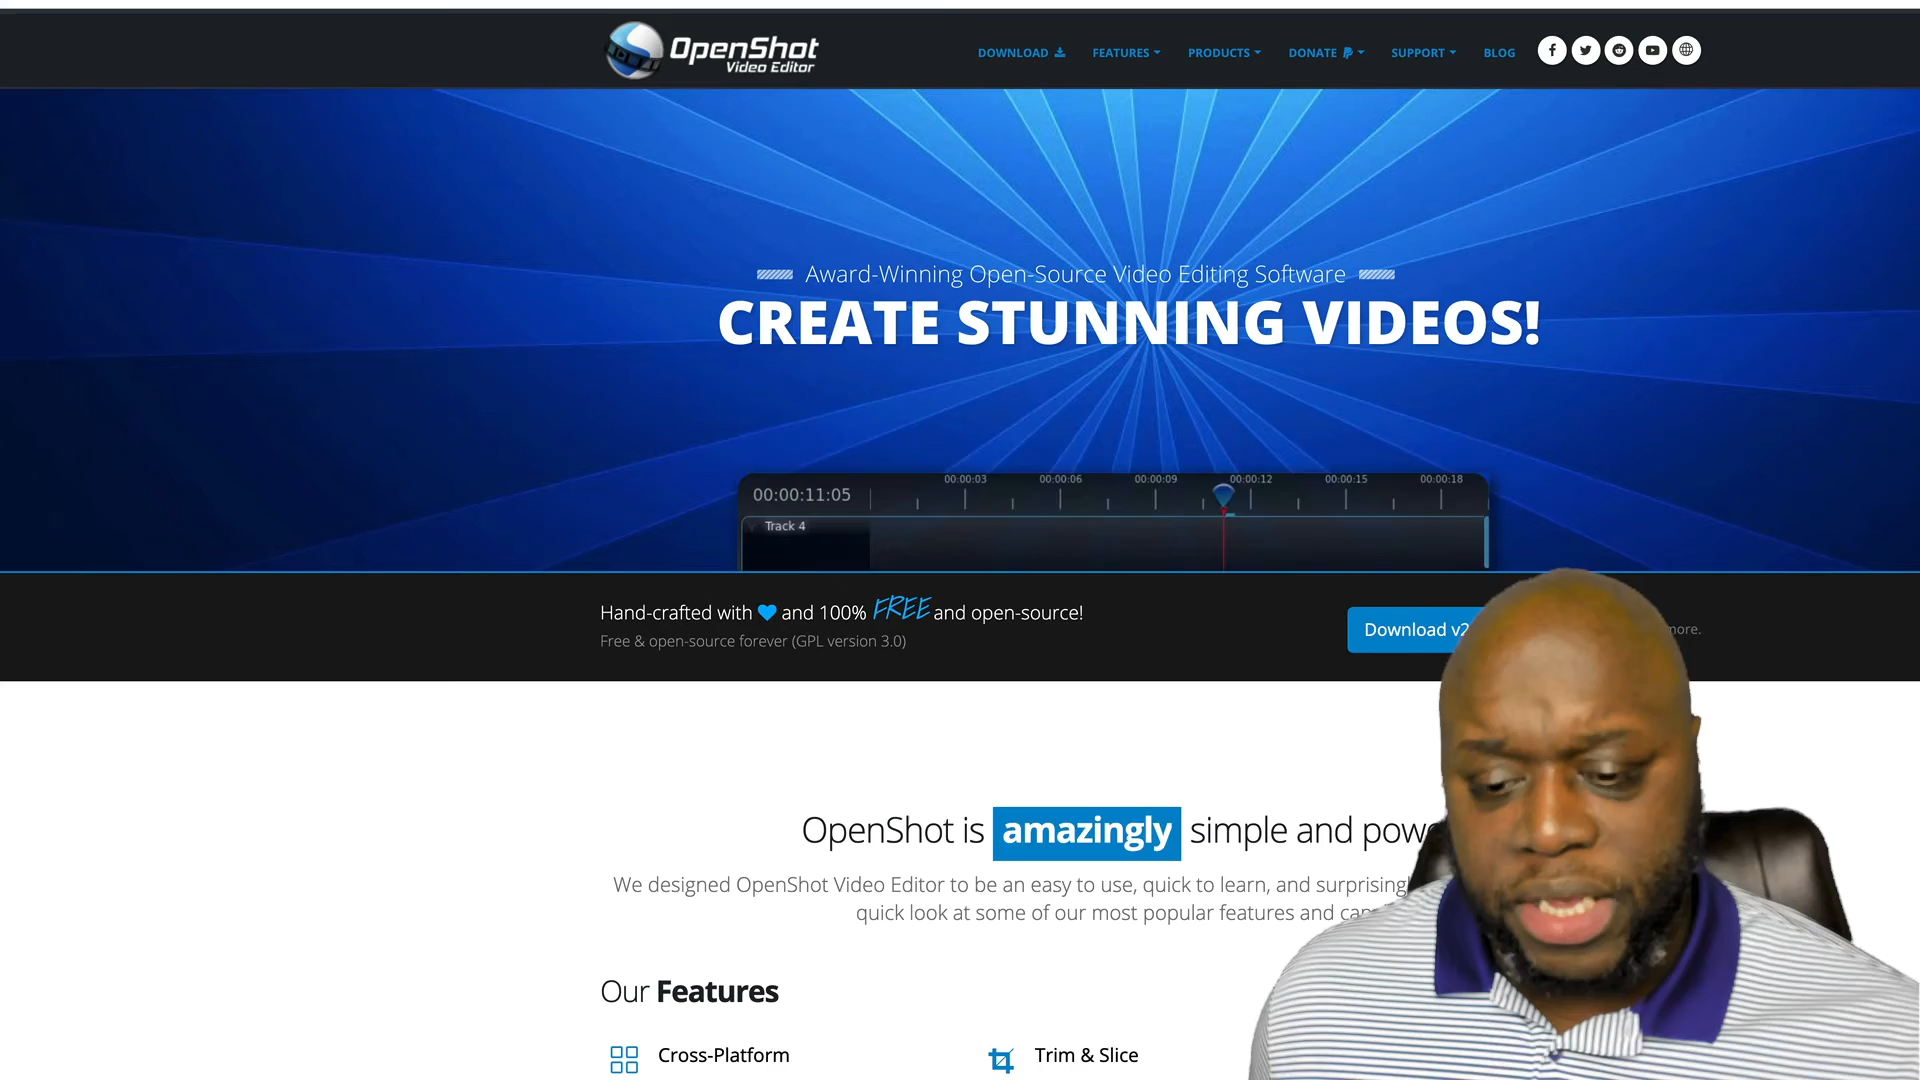 OpenShot
Video Editor
DOWNLOAD
FEATURES
PRODUCTS
DONATE
SUPPORT
BLOG
Award-Winning Open-Source Video Editing Software
CREATE STUNNING VIDEOS!
00:00:11:05
00:00:03
00:00:06
00:00:09
00:00:12
00:00:15
00:00:18
Track 4
Hand-crafted with and 100% FREE and open-source!
Free & open-source forever (GPL version 3.0)
Download
OpenShot is amazingly simple and
We designed OpenShot Video Editor to be an easy to use, quick to learn, and
quick look at some of our most popular features and
Our Features
Cross-Platform
Trim & Slice